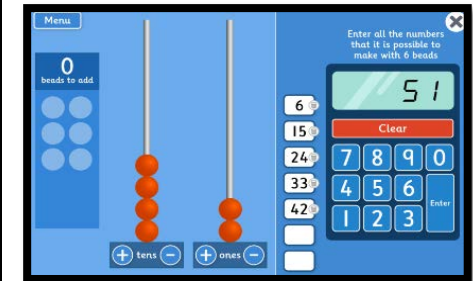 Menu
0
beads to add
+ tens −
+ ones −
6
15
24
33
42
Enter all the numbers
that it is possible to
make with 6 beads
51
Clear
7 8 9 0
4 5 6
Enter
1 2 3